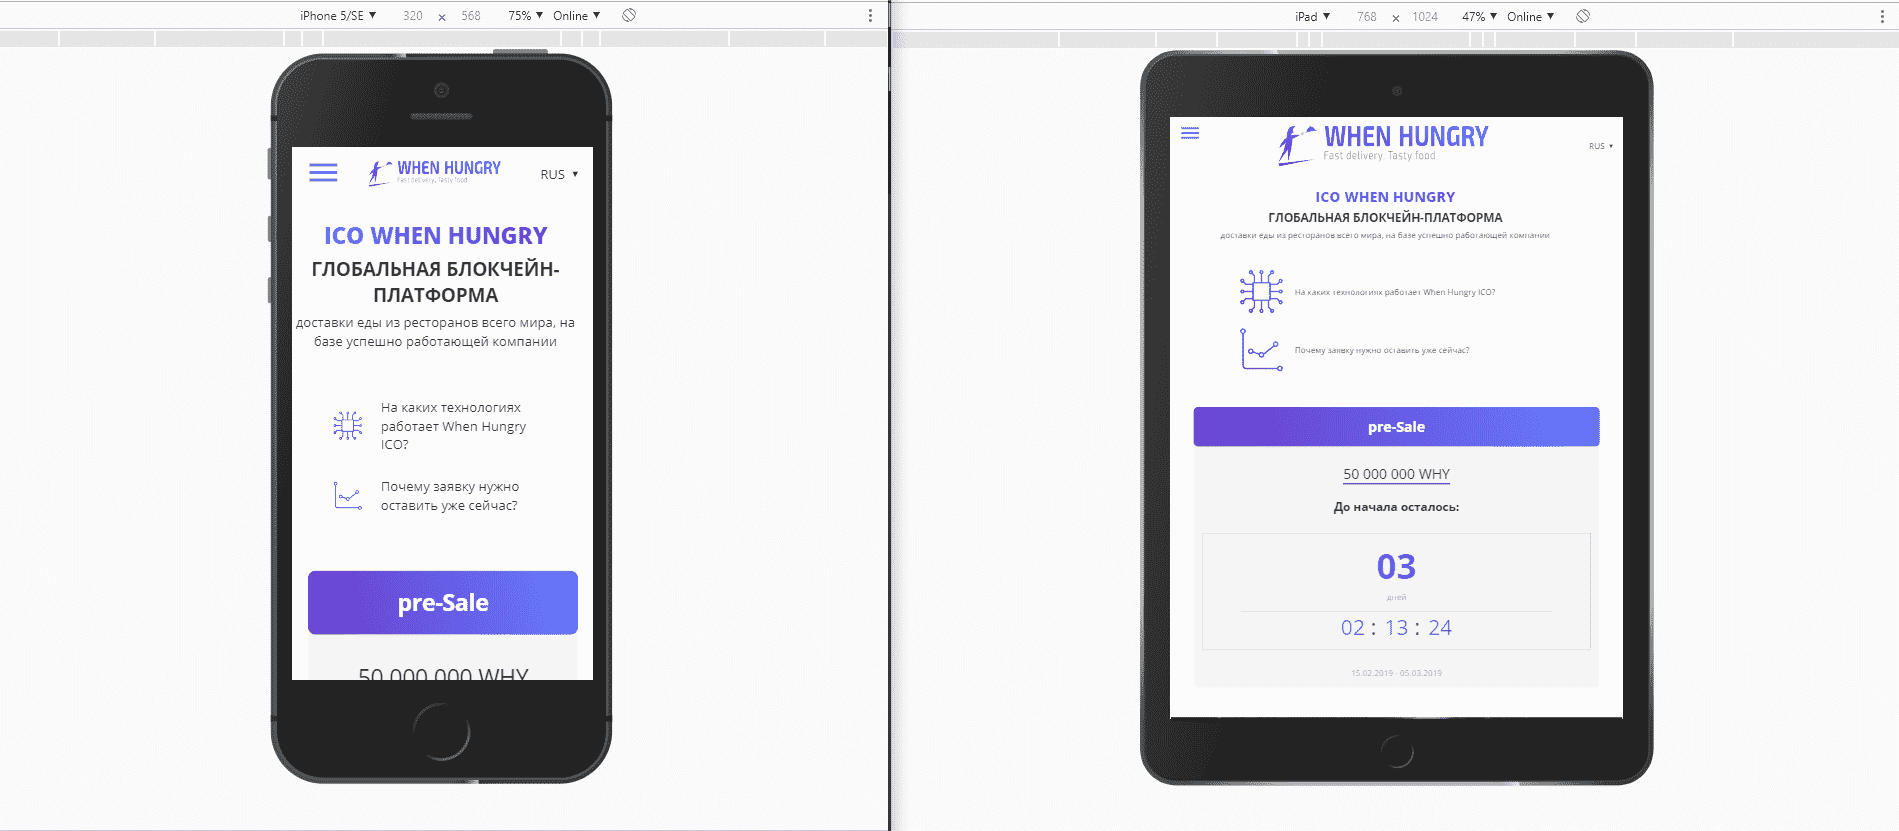 iPhone 5/SE ▼ 320 × 568 75% ▼ Online ▼
WHEN HUNGRY
Fast delivery. Tasty food
RUS ▼
ICO WHEN HUNGRY
ГЛОБАЛЬНАЯ БЛОКЧЕЙН-
ПЛАТФОРМА
доставки еды из ресторанов всего мира, на
базе успешно работающей компании
На каких технологиях
работает When Hungry
ICO?
Почему заявку нужно
оставить уже сейчас?
pre-Sale
50 000 000 WHY
iPad ▼ 768 × 1024 47% ▼ Online ▼
WHEN HUNGRY
Fast delivery. Tasty food
RUS ▼
ICO WHEN HUNGRY
ГЛОБАЛЬНАЯ БЛОКЧЕЙН-ПЛАТФОРМА
доставки еды из ресторанов всего мира, на базе успешно работающей компании
На каких технологиях работает When Hungry ICO?
Почему заявку нужно оставить уже сейчас?
pre-Sale
50 000 000 WHY
До начала осталось:
03
дней
02 : 13 : 24
15.02.2019 - 05.03.2019